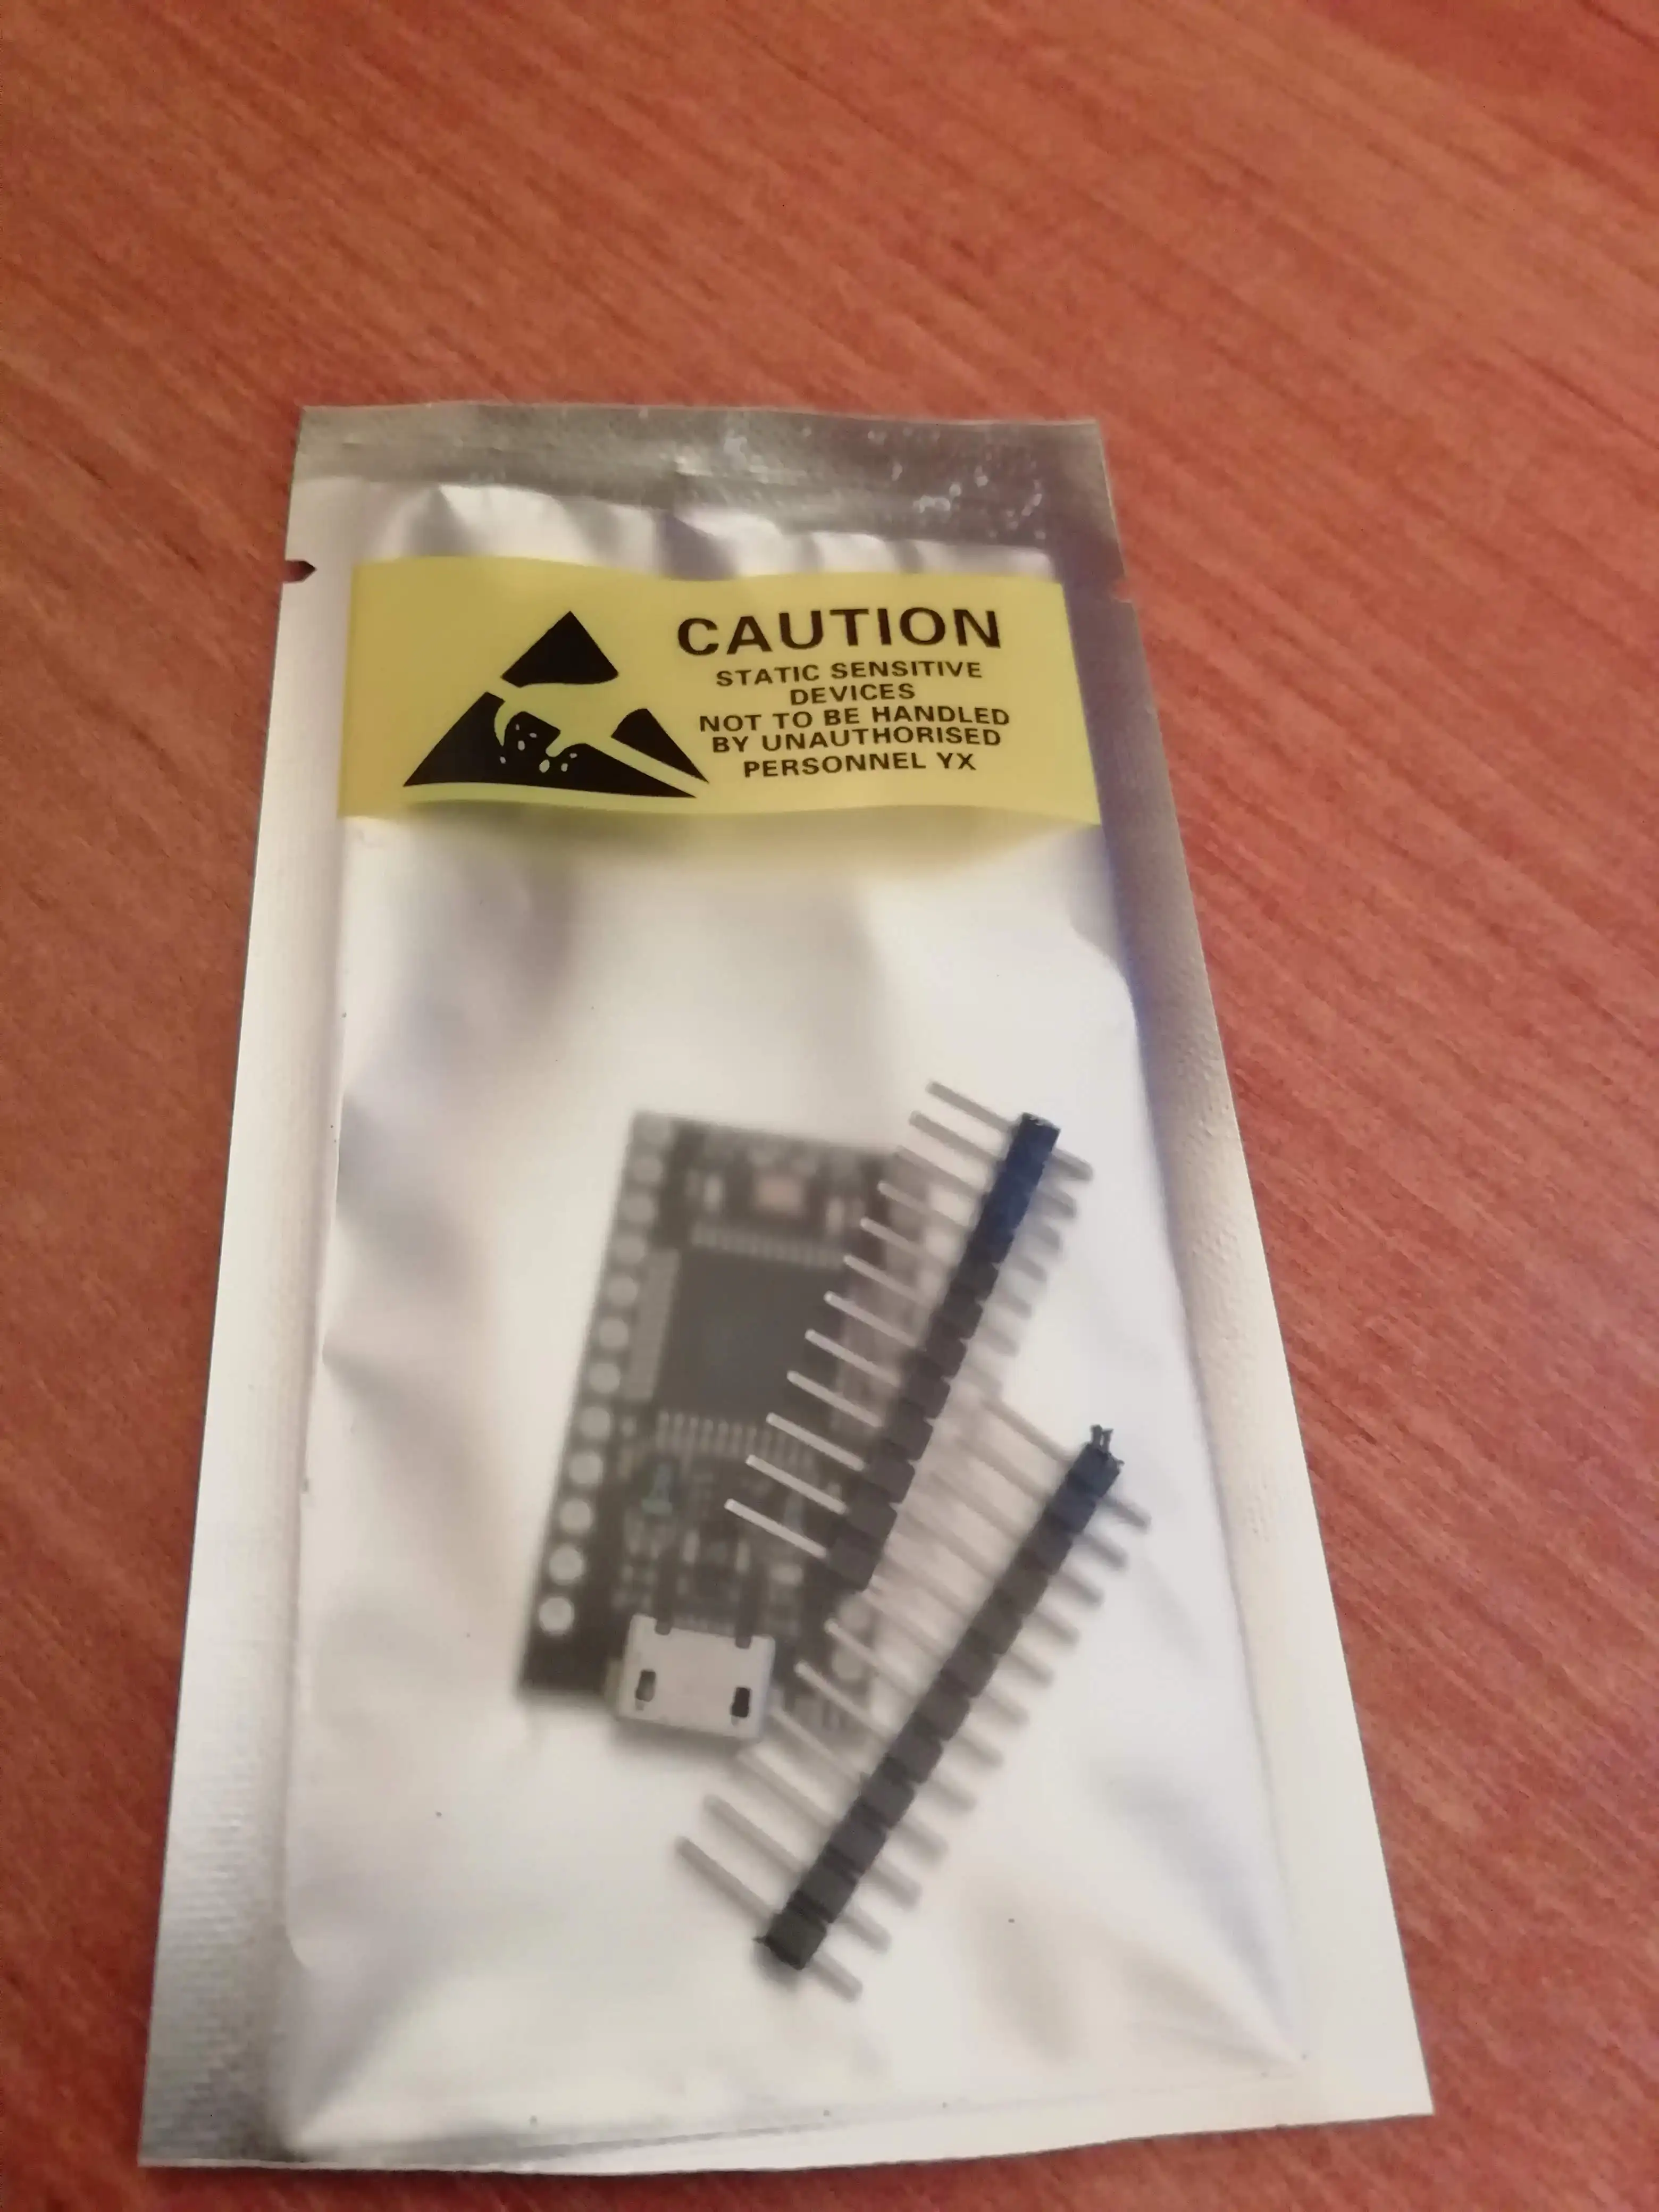 CAUTION
STATIC SENSITIVE
DEVICES
NOT TO BE HANDLED
BY UNAUTHORISED
PERSONNEL YX